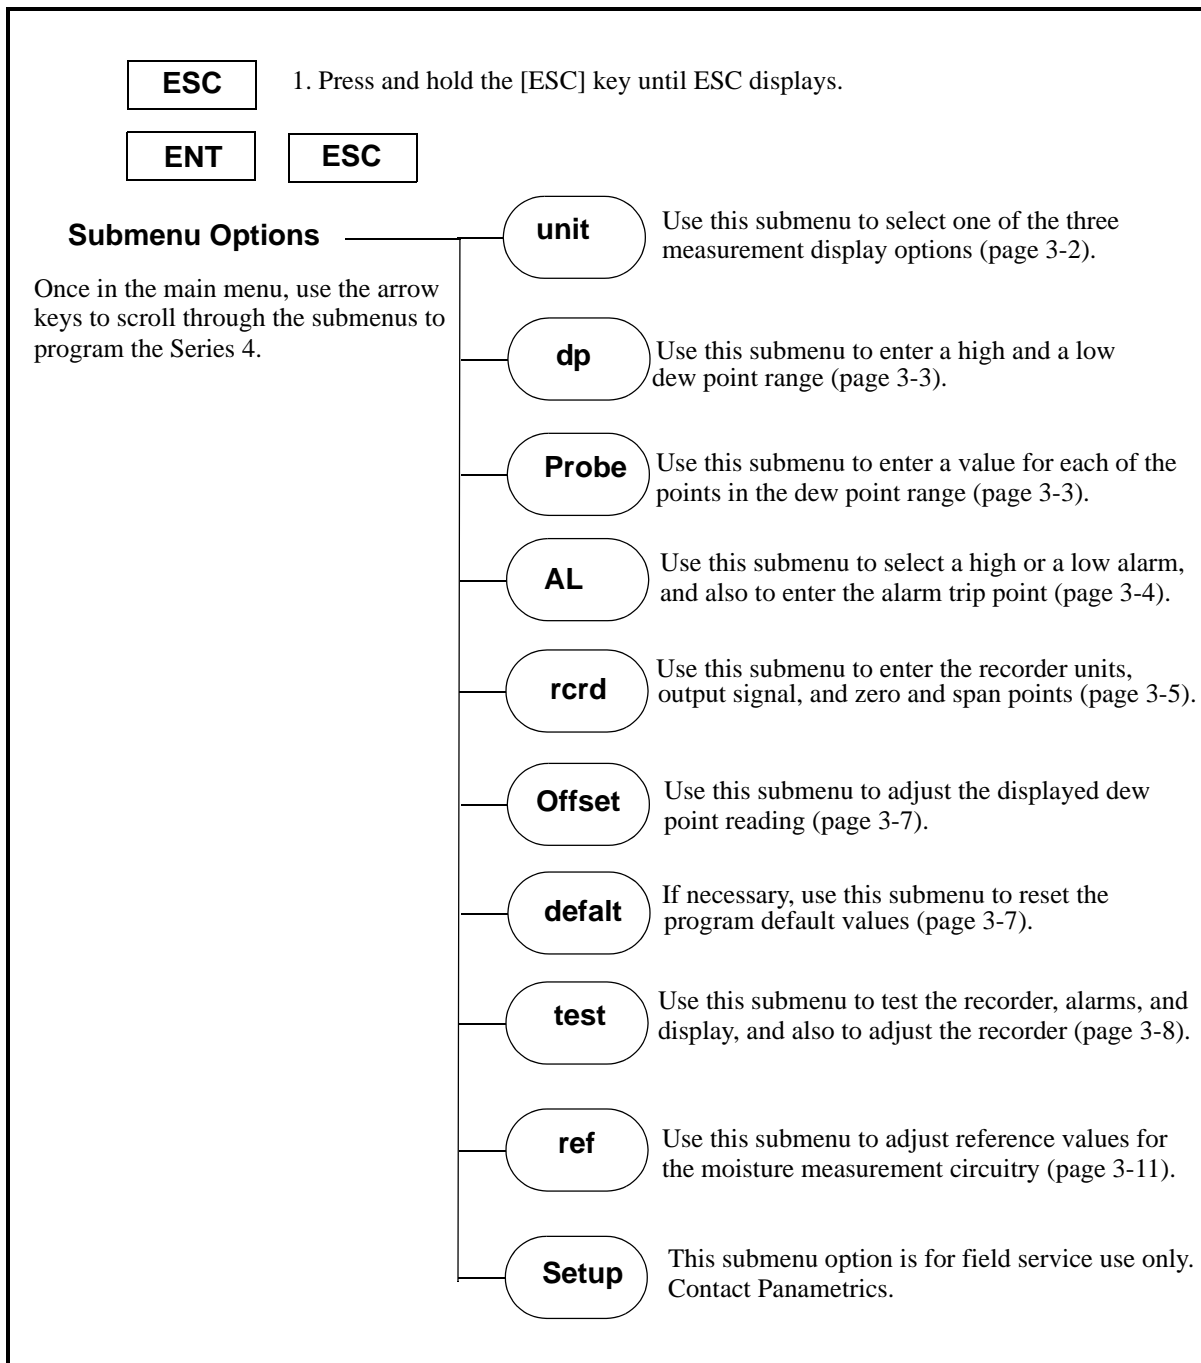 ESC
1. Press and hold the [ESC] key until ESC displays.
ENT
ESC
Submenu Options
Once in the main menu, use the arrow
keys to scroll through the submenus to
program the Series 4.
unit
Use this submenu to select one of the three
measurement display options (page 3-2).
dp
Use this submenu to enter a high and a low
dew point range (page 3-3).
Probe
Use this submenu to enter a value for each of the
points in the dew point range (page 3-3).
AL
Use this submenu to select a high or a low alarm,
and also to enter the alarm trip point (page 3-4).
rcrd
Use this submenu to enter the recorder units,
output signal, and zero and span points (page 3-5).
Offset
Use this submenu to adjust the displayed dew
point reading (page 3-7).
defalt
If necessary, use this submenu to reset the
program default values (page 3-7).
test
Use this submenu to test the recorder, alarms, and
display, and also to adjust the recorder (page 3-8).
ref
Use this submenu to adjust reference values for
the moisture measurement circuitry (page 3-11).
Setup
This submenu option is for field service use only.
Contact Panametrics.